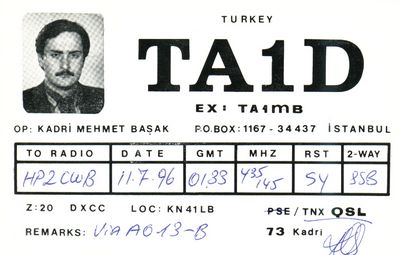 TURKEY
TA1D
EX: TA1MB
OP: KADRİ MEHMET BAŞAK P.O.BOX: 1167 - 34437 İSTANBUL
TO RADIO DATE GMT MHZ RST 2-WAY
HP2CWB 11.7.96 0133 435/145 54 SSB
Z:20 DXCC LOC: KN41LB PSE / TNX QSL
REMARKS: ViA AO 13-B 73 Kadri